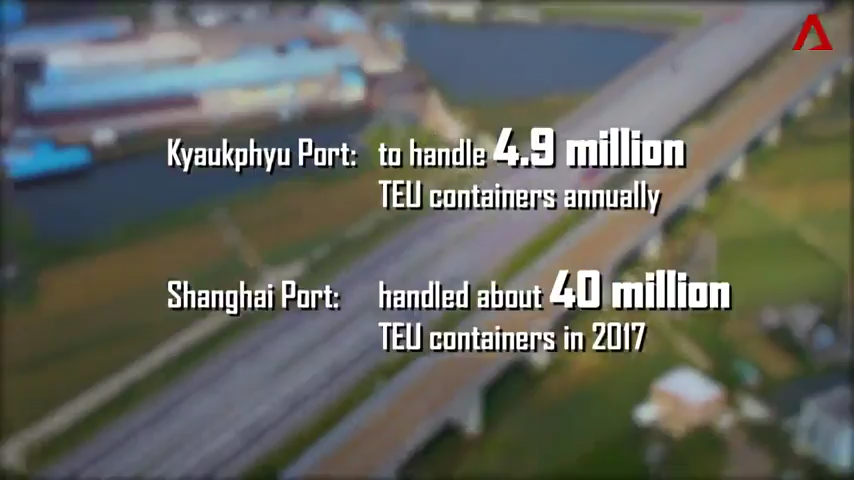 Kyaukphyu Port: to handle 4.9 million
TEU containers annually
Shanghai Port: handled about 40 million
TEU containers in 2017